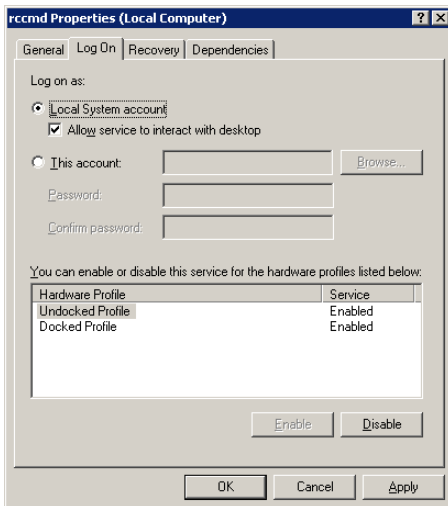 rccmd Properties (Local Computer)
General Log On Recovery Dependencies
Log on as:
Local System account
Allow service to interact with desktop
This account:
Browse...
Password:
Confirm password:
You can enable or disable this service for the hardware profiles listed below:
Hardware Profile Service
Undocked Profile Enabled
Docked Profile Enabled
Enable Disable
OK Cancel Apply